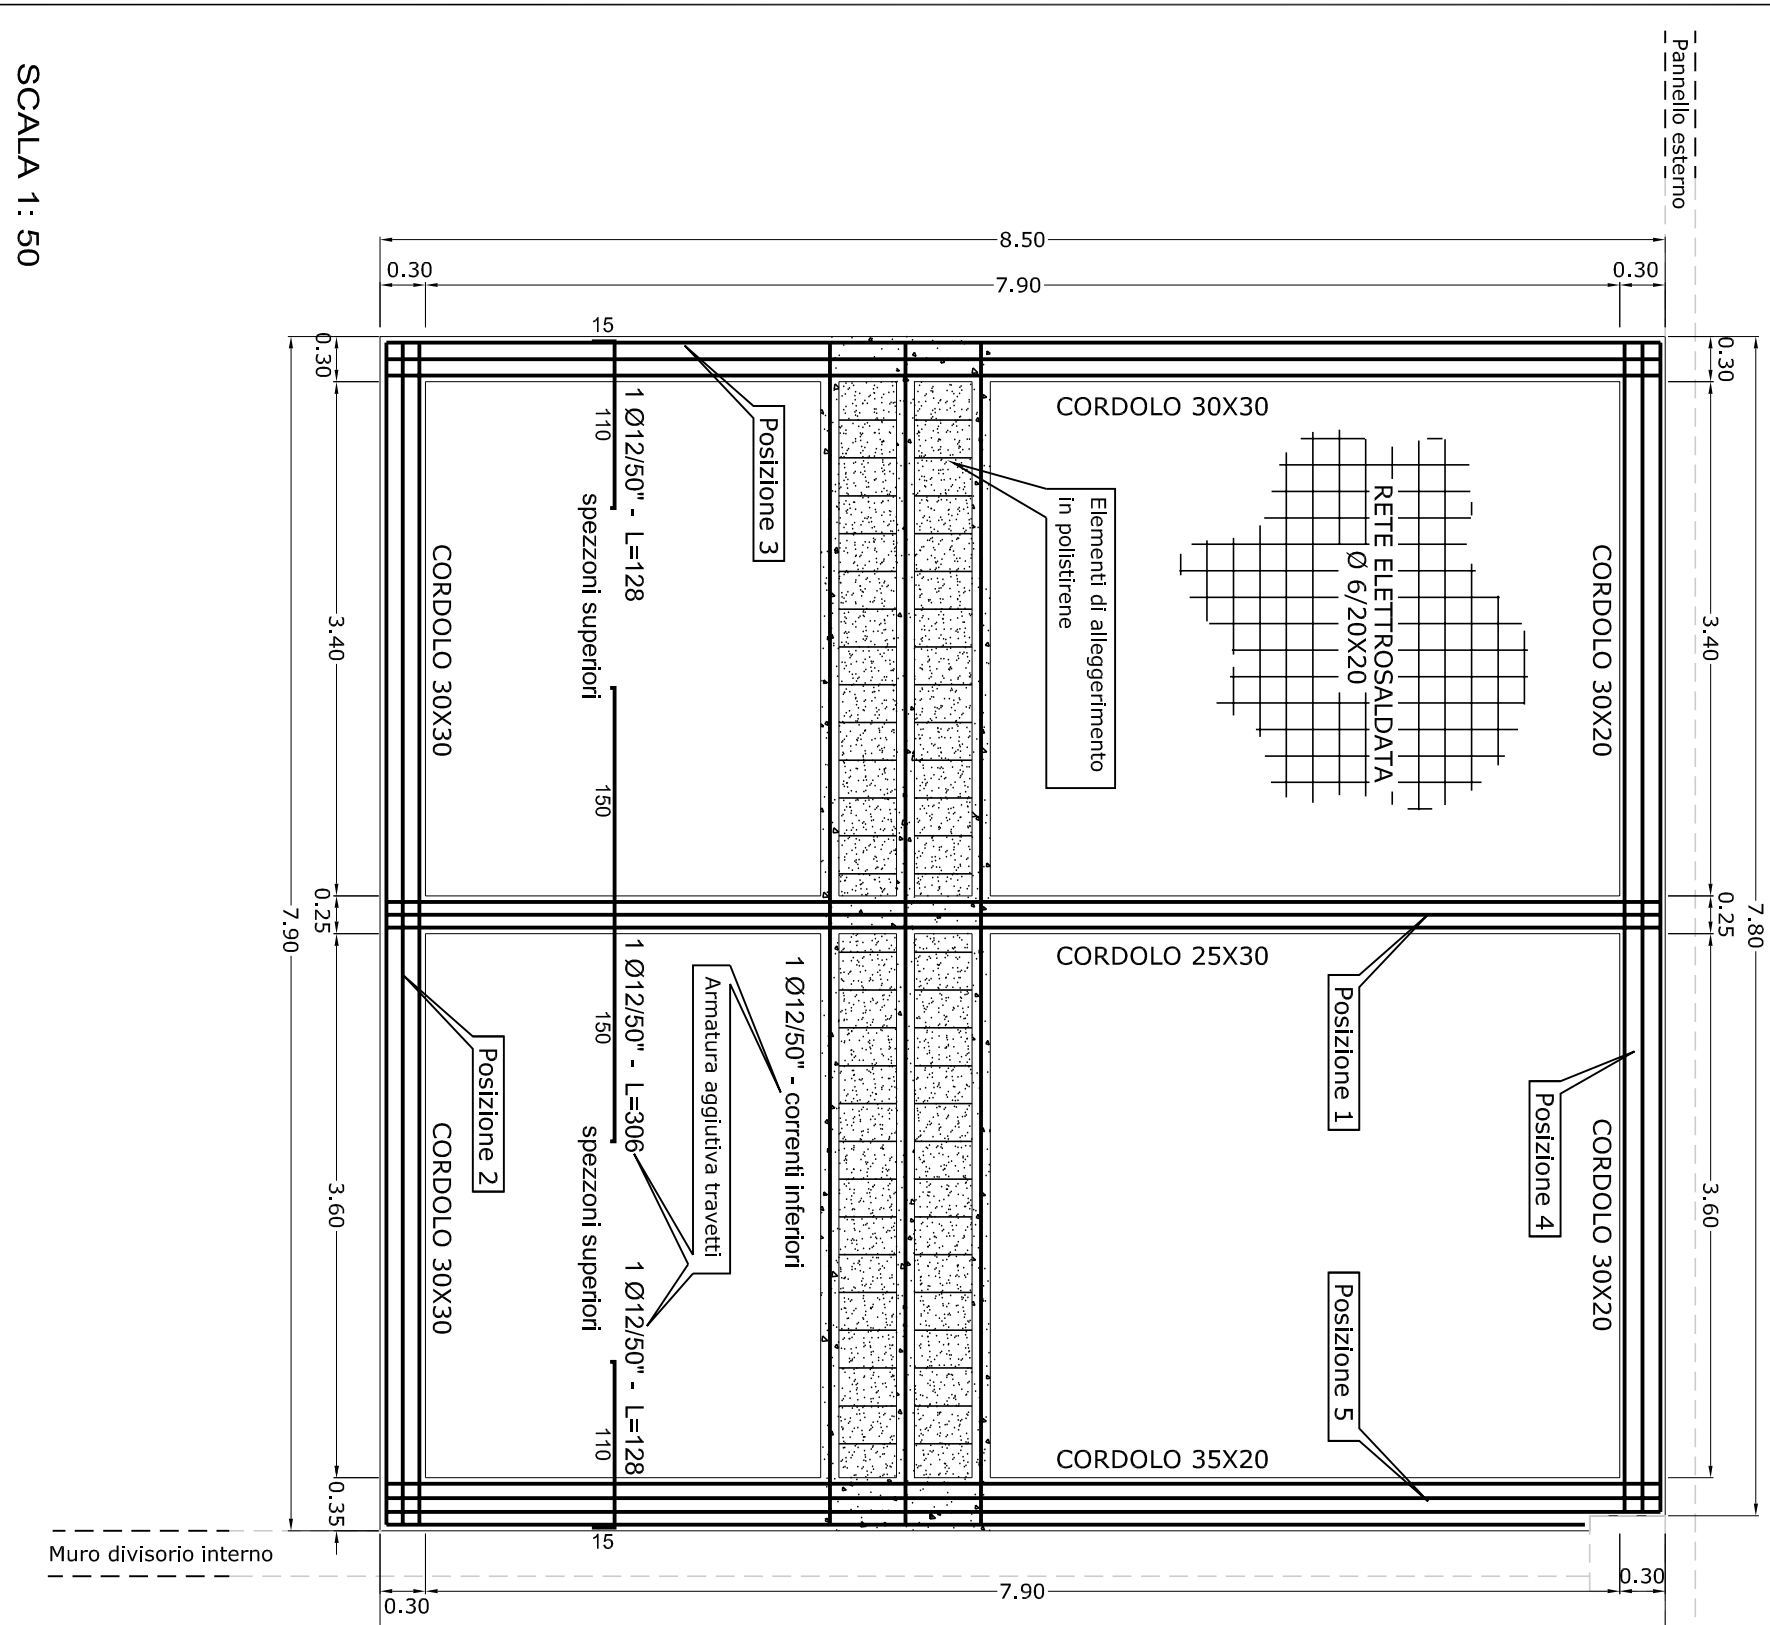 SCALA 1: 50
Pannello esterno
8.50
0.30
7.90
0.30
15
0.30
0.30
CORDOLO 30X30
1 Ø12/50" - L=128
110
spezzoni superiori
Posizione 3
Elementi di alleggerimento
in polistirene
RETE ELETTROSALDATA
Ø 6/20X20
CORDOLO 30X20
CORDOLO 30X30
3.40
3.40
150
0.25
0.25
7.90
7.80
CORDOLO 25X30
1 Ø12/50" - L=306
150
spezzoni superiori
Armatura aggiutiva travetti
1 Ø12/50" - correnti inferiori
Posizione 1
Posizione 2
Posizione 4
CORDOLO 30X30
CORDOLO 30X20
3.60
3.60
1 Ø12/50" - L=128
110
Posizione 5
CORDOLO 35X20
0.35
15
Muro divisorio interno
0.30
7.90
0.30